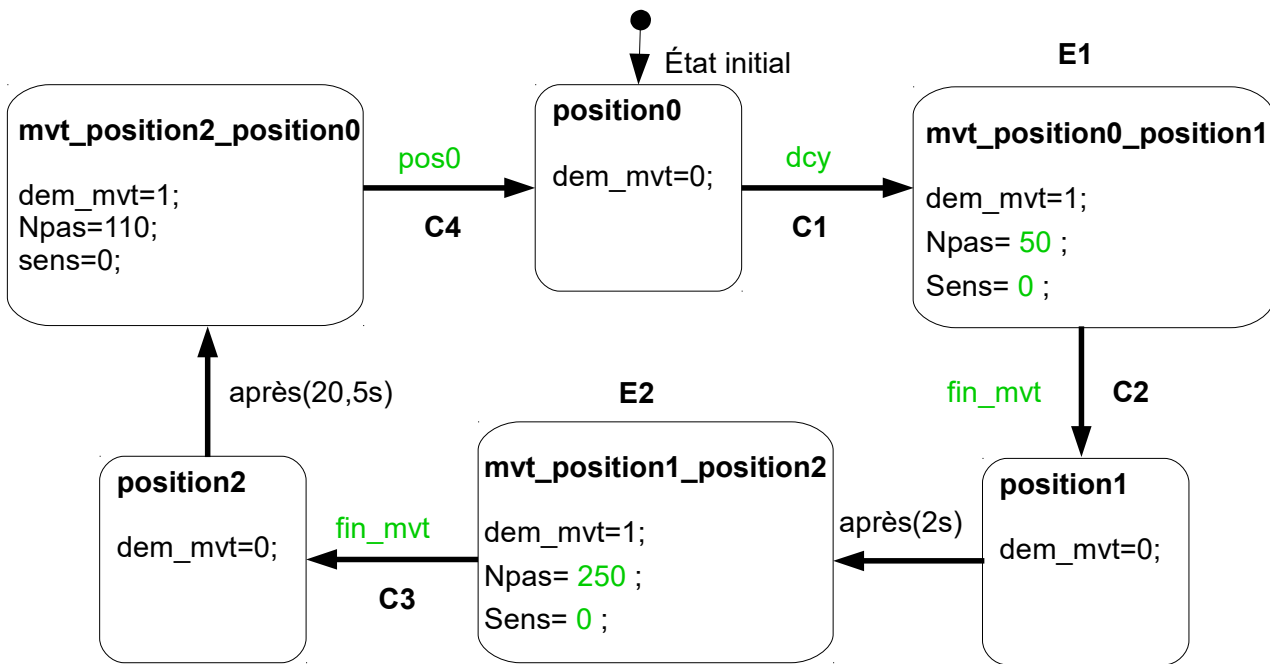 État initial
E1
mvt_position2_position0
dem_mvt=1;
Npas=110;
sens=0;
pos0
C4
position0
dem_mvt=0;
dcy
C1
mvt_position0_position1
dem_mvt=1;
Npas= 50 ;
Sens= 0 ;
fin_mvt
C2
position1
dem_mvt=0;
après(2s)
E2
mvt_position1_position2
dem_mvt=1;
Npas= 250 ;
Sens= 0 ;
fin_mvt
C3
position2
dem_mvt=0;
après(20,5s)